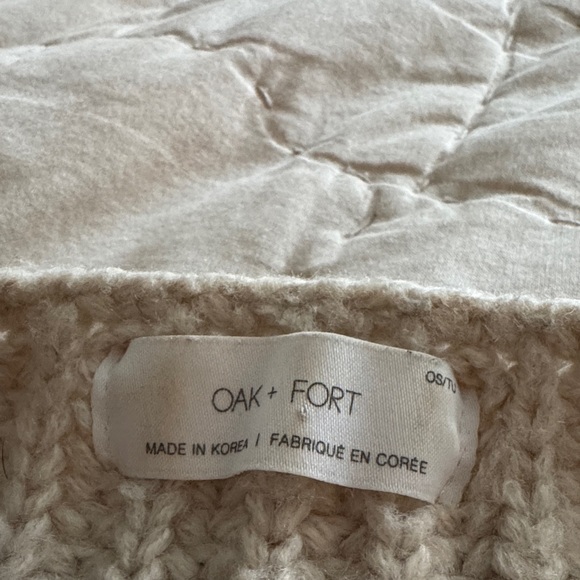 OS/TU
OAK + FORT
MADE IN KOREA / FABRIQUÉ EN CORÉE